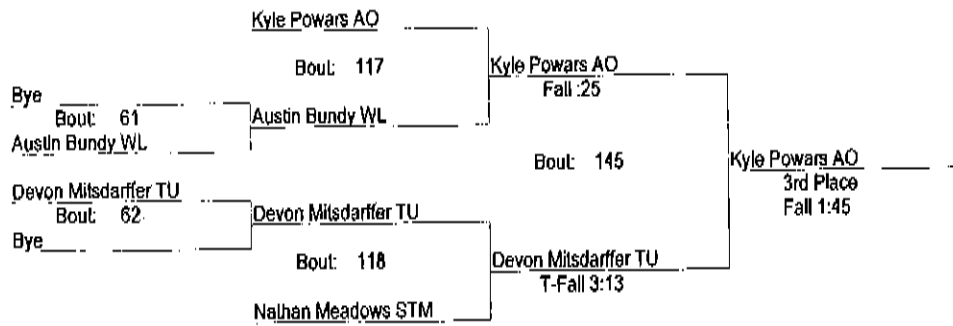 Kyle Powars AO
Bout: 117
Kyle Powars AO
Fall :25
Bye
Bout: 61
Austin Bundy WL
Austin Bundy WL
Bout: 145
Kyle Powars AO
3rd Place
Fall 1:45
Devon Mitsdarffer TU
Bout: 62
Devon Mitsdarffer TU
Bye
Bout: 118
Devon Mitsdarffer TU
T-Fall 3:13
Nathan Meadows STM